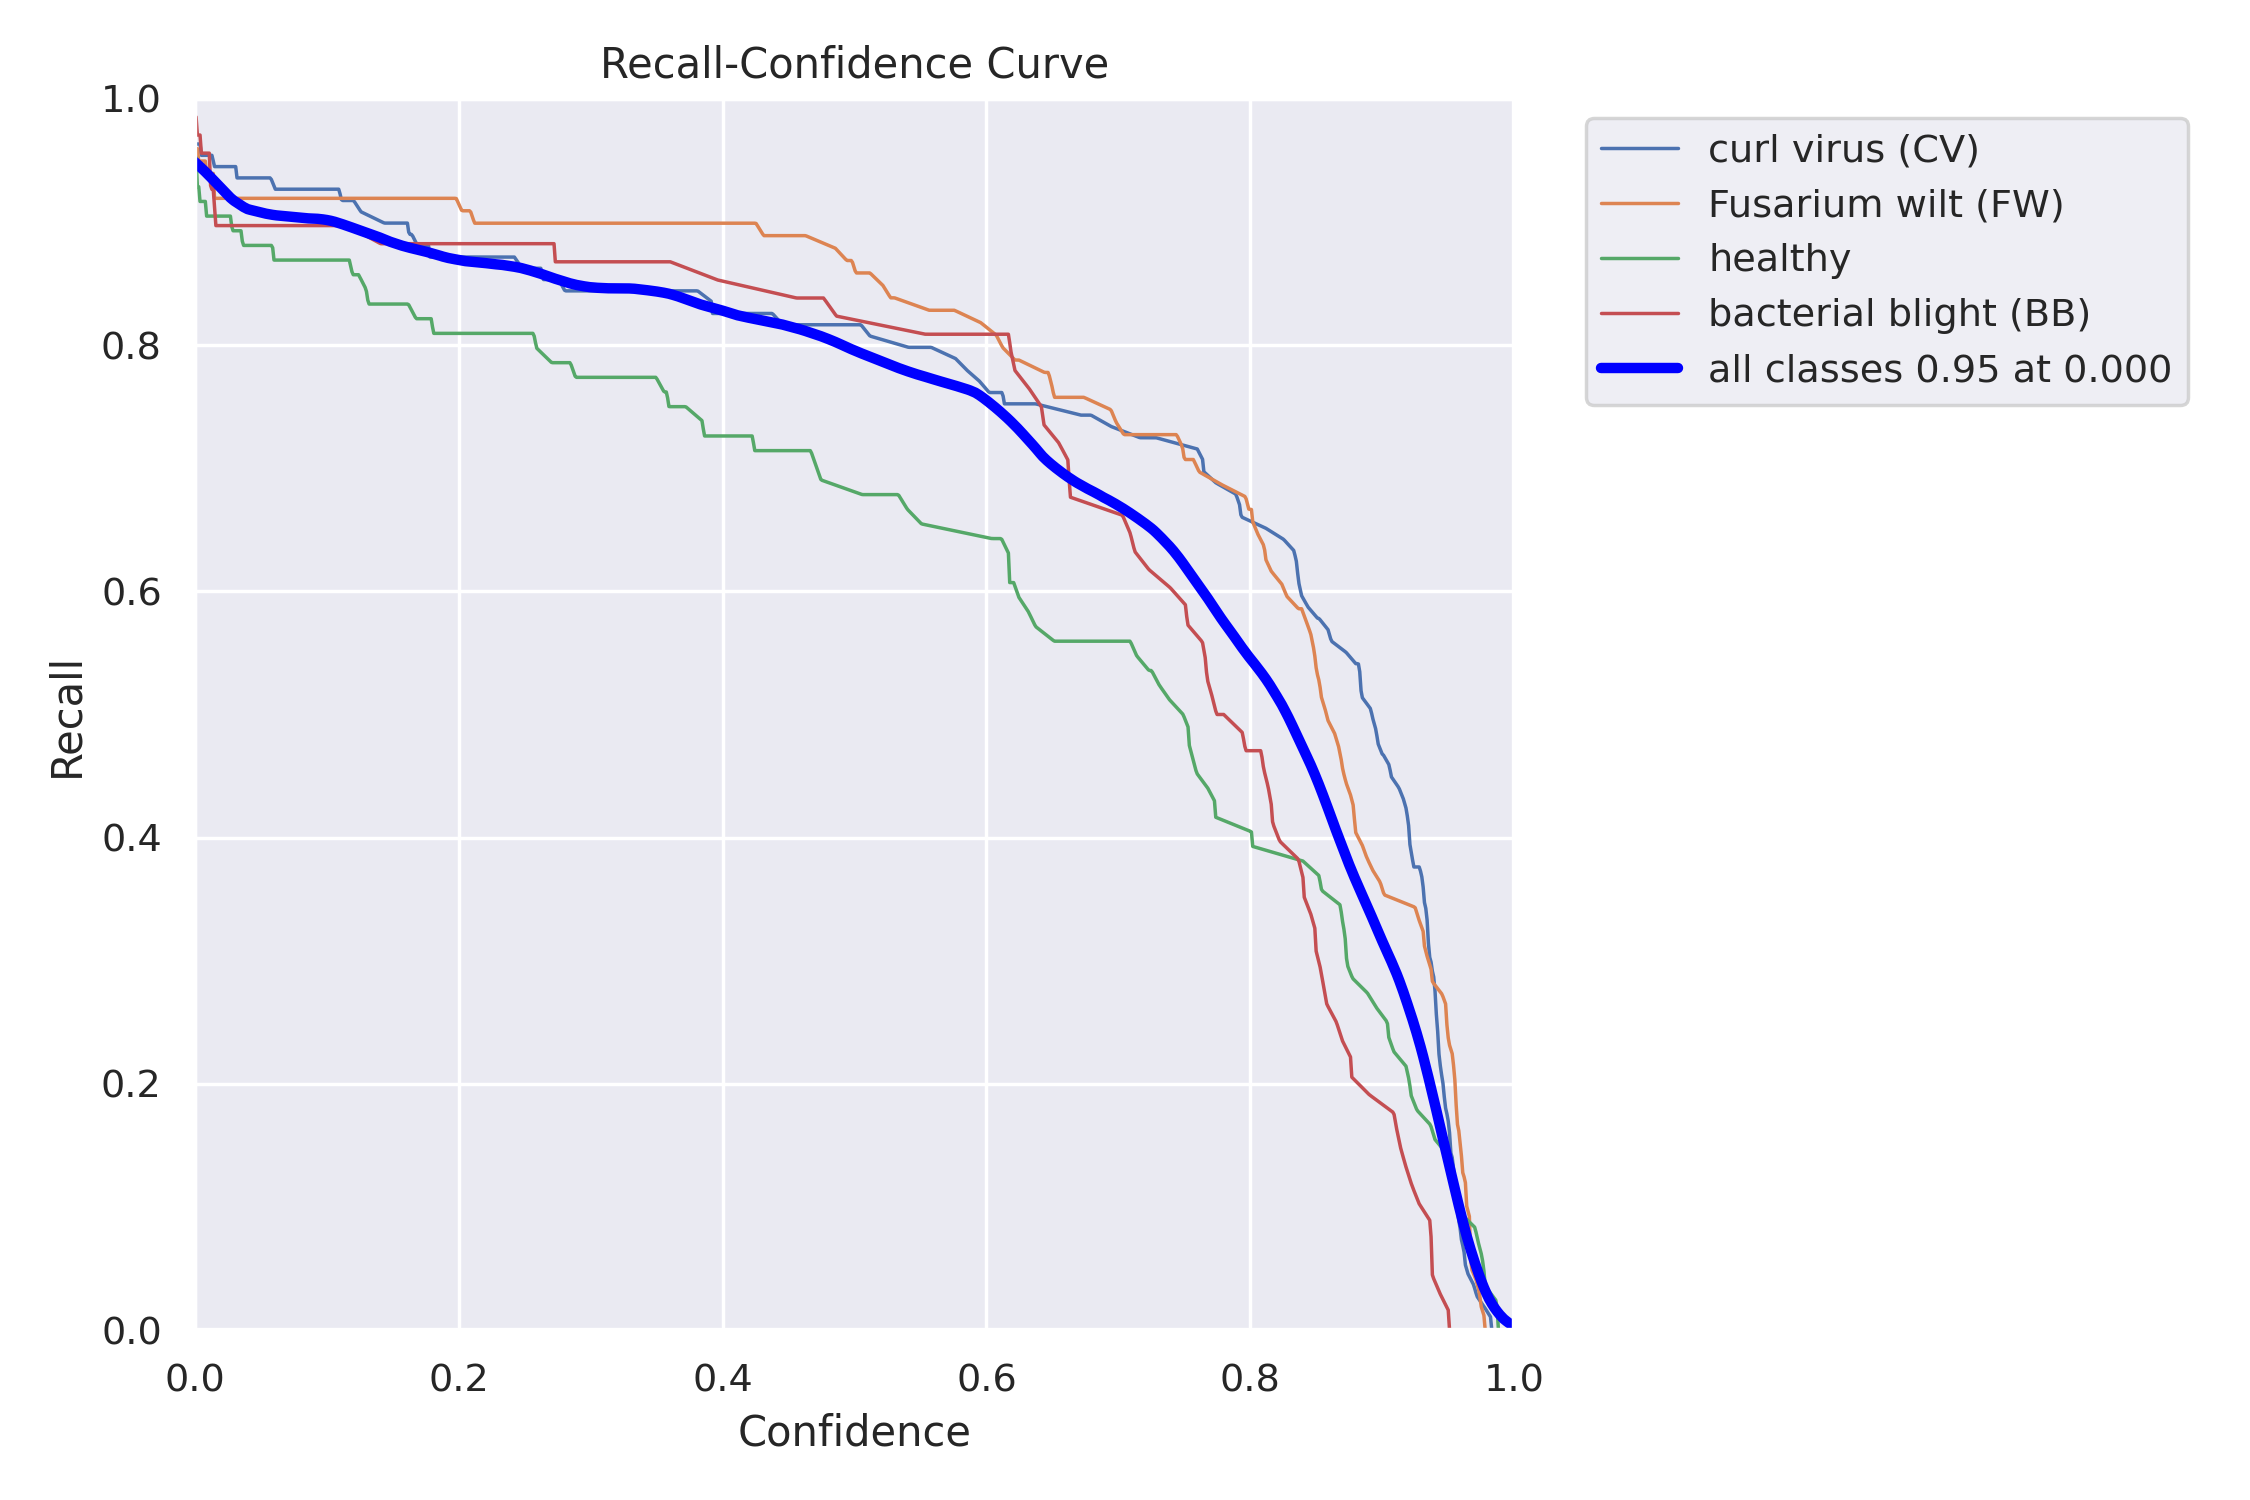 Recall-Confidence Curve
1.0
0.8
0.6
0.4
0.2
0.0
Recall
0.0 0.2 0.4 0.6 0.8 1.0
Confidence
curl virus (CV)
Fusarium wilt (FW)
healthy
bacterial blight (BB)
all classes 0.95 at 0.000